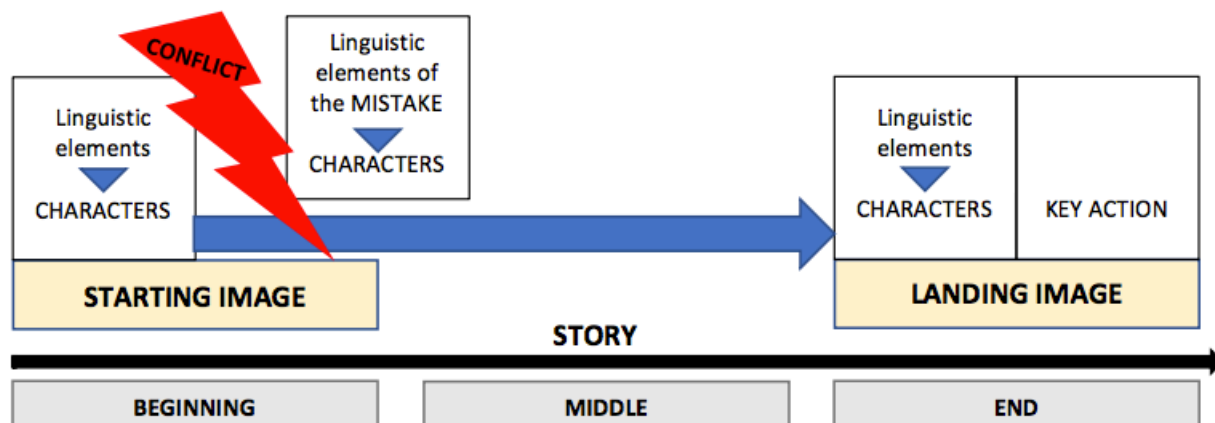 Linguistic
elements
CHARACTERS
CONFLICT
Linguistic
elements of
the MISTAKE
CHARACTERS
Linguistic
elements
CHARACTERS
KEY ACTION
STARTING IMAGE
LANDING IMAGE
STORY
BEGINNING
MIDDLE
END